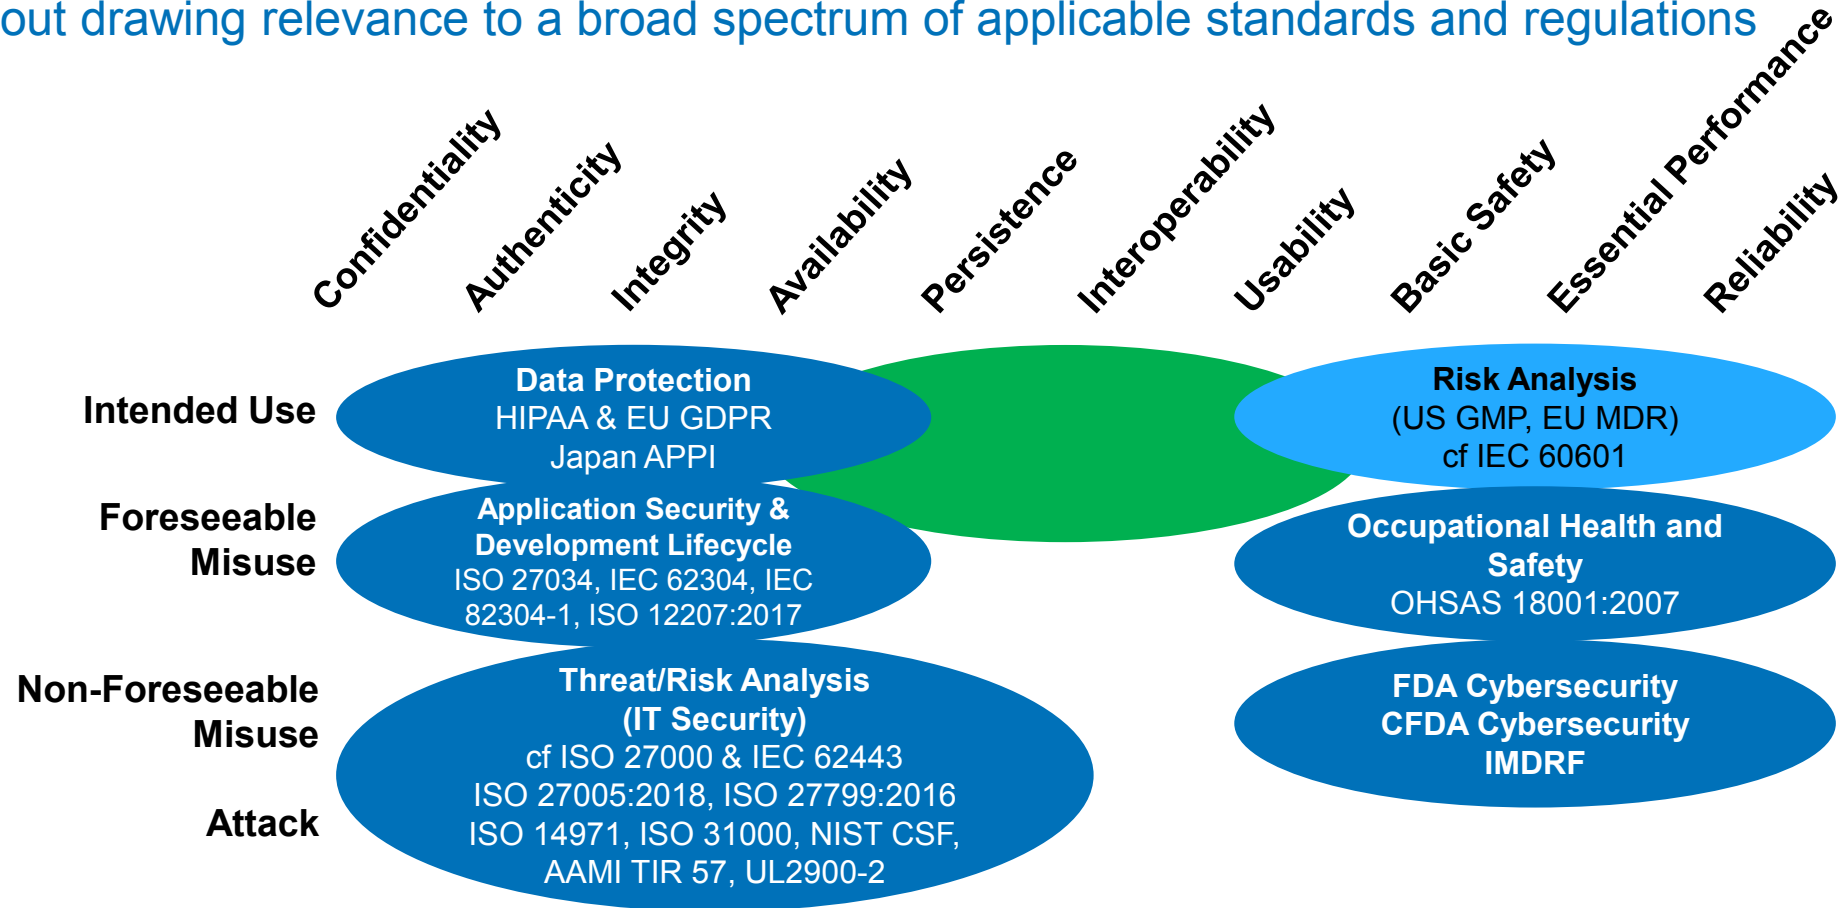 out drawing relevance to a broad spectrum of applicable standards and regulations
Confidentiality
Authenticity
Integrity
Availability
Persistence
Interoperability
Usability
Basic Safety
Essential Performance
Reliability
Intended Use
Data Protection
HIPAA & EU GDPR
Japan APPI
Risk Analysis
(US GMP, EU MDR)
cf IEC 60601
Foreseeable
Misuse
Application Security &
Development Lifecycle
ISO 27034, IEC 62304, IEC
82304-1, ISO 12207:2017
Occupational Health and
Safety
OHSAS 18001:2007
Non-Foreseeable
Misuse
Attack
Threat/Risk Analysis
(IT Security)
cf ISO 27000 & IEC 62443
ISO 27005:2018, ISO 27799:2016
ISO 14971, ISO 31000, NIST CSF,
AAMI TIR 57, UL2900-2
FDA Cybersecurity
CFDA Cybersecurity
IMDRF